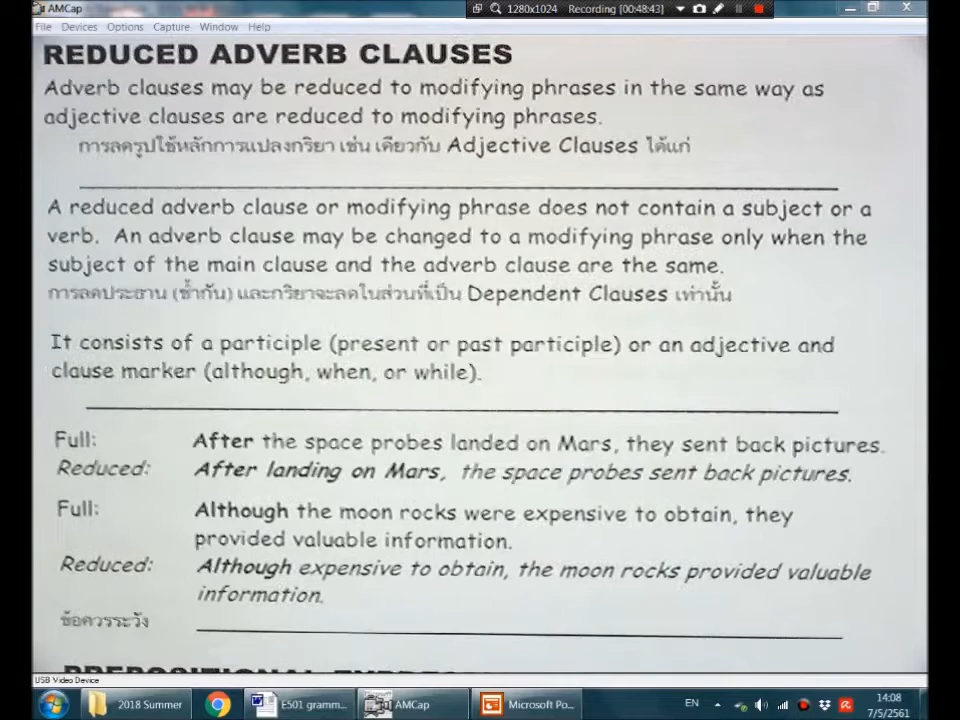 AMCap
1280x1024 Recording [00:48:43]
File Devices Options Capture Window Help
REDUCED ADVERB CLAUSES
Adverb clauses may be reduced to modifying phrases in the same way as
adjective clauses are reduced to modifying phrases.
การลดรูปใช้หลักการแปลงกริยา เช่น เดียวกับ Adjective Clauses ได้แก่
A reduced adverb clause or modifying phrase does not contain a subject or a
verb. An adverb clause may be changed to a modifying phrase only when the
subject of the main clause and the adverb clause are the same.
การลดประธาน (ซ้ำกัน) และกริยาจะลดในส่วนที่เป็น Dependent Clauses เท่านั้น
It consists of a participle (present or past participle) or an adjective and
clause marker (although, when, or while).
Full: After the space probes landed on Mars, they sent back pictures.
Reduced: After landing on Mars, the space probes sent back pictures.
Full: Although the moon rocks were expensive to obtain, they
provided valuable information.
Reduced: Although expensive to obtain, the moon rocks provided valuable
information.
ข้อควรระวัง
USB Video Device
2018 Summer E501 gramm... AMCap Microsoft Po... EN 14:08
7/5/2561